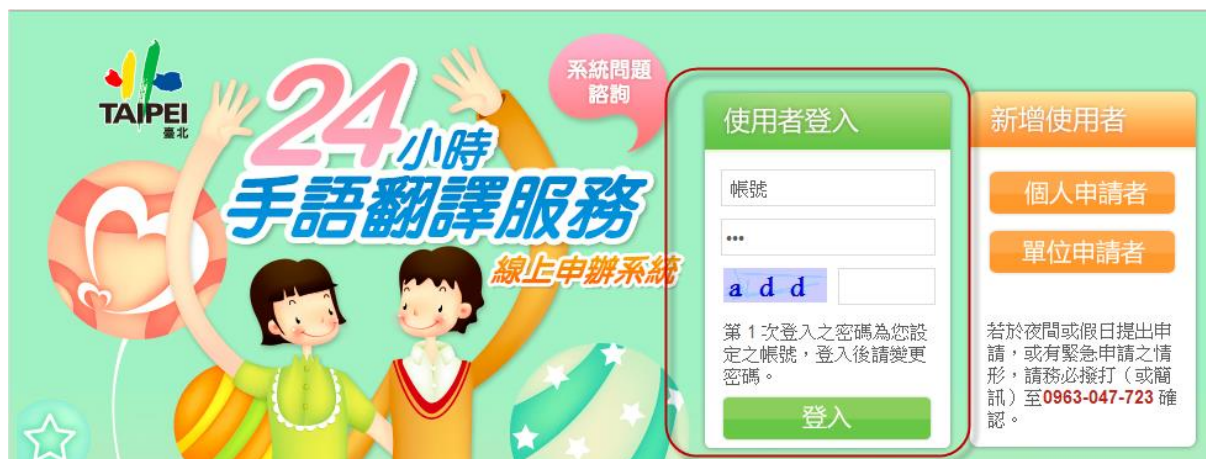 TAIPEI
臺北
24小時
手語翻譯服務
線上申辦系統
系統問題
諮詢
使用者登入
帳號
•••
add
第 1 次登入之密碼為您設
定之帳號，登入後請變更
密碼。
登入
新增使用者
個人申請者
單位申請者
若於夜間或假日提出申
請，或有緊急申請之情
形，請務必撥打（或簡
訊）至0963-047-723 確
認。